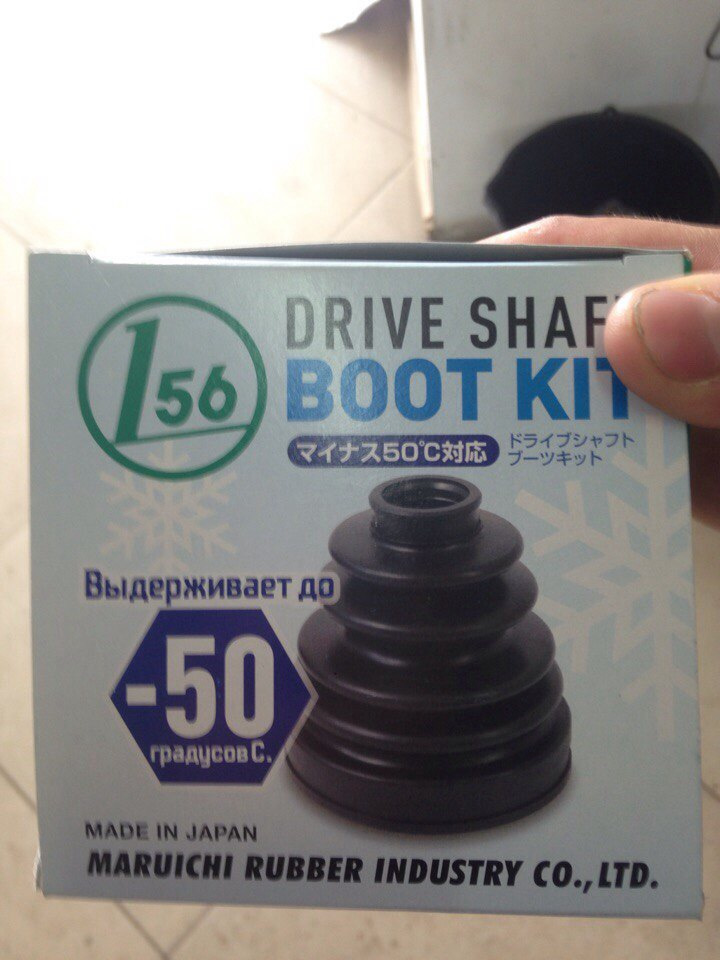 156
DRIVE SHAF
BOOT KIT
マイナス50℃対応
ドライブシャフト
ブーツキット
Выдерживает до
-50
градусов С.
MADE IN JAPAN
MARUICHI RUBBER INDUSTRY CO., LTD.